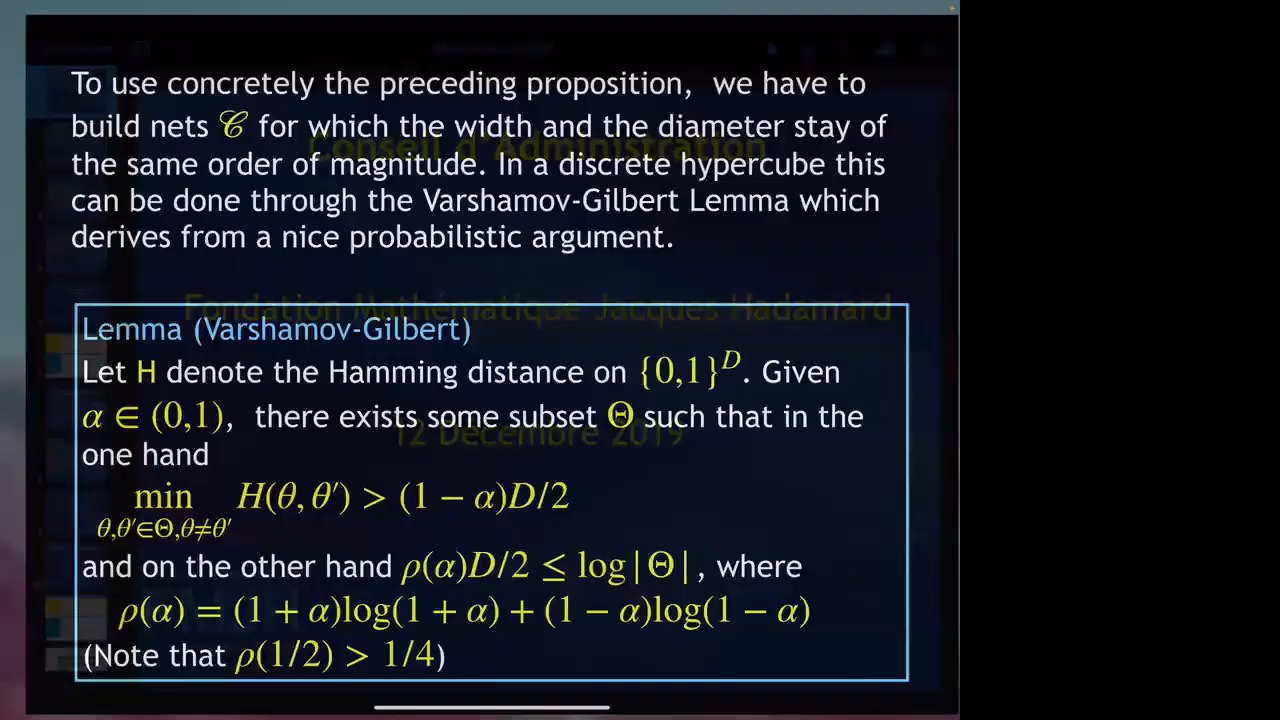 To use concretely the preceding proposition, we have to
build nets 𝒞 for which the width and the diameter stay of
the same order of magnitude. In a discrete hypercube this
can be done through the Varshamov-Gilbert Lemma which
derives from a nice probabilistic argument.
Conseil d'Administration
Fondation Mathématique Jacques Hadamard
12 Décembre 2019
Lemma (Varshamov-Gilbert)
Let H denote the Hamming distance on {0,1}^D. Given
α ∈ (0,1), there exists some subset Θ such that in the
one hand
min H(θ, θ′) > (1 − α)D/2
θ,θ′∈Θ,θ≠θ′
and on the other hand ρ(α)D/2 ≤ log|Θ|, where
ρ(α) = (1 + α)log(1 + α) + (1 − α)log(1 − α)
(Note that ρ(1/2) > 1/4)